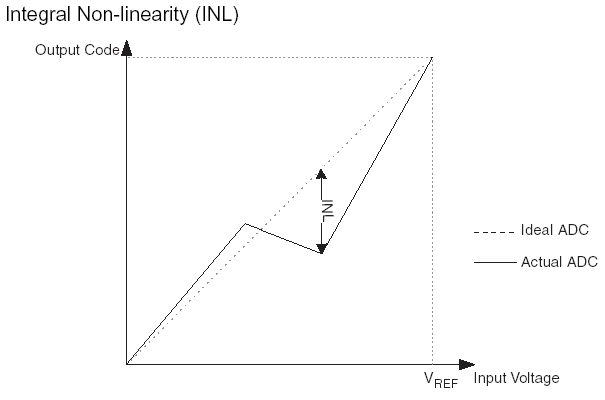 Integral Non-linearity (INL)
Output Code
INL
Ideal ADC
Actual ADC
VREF
Input Voltage